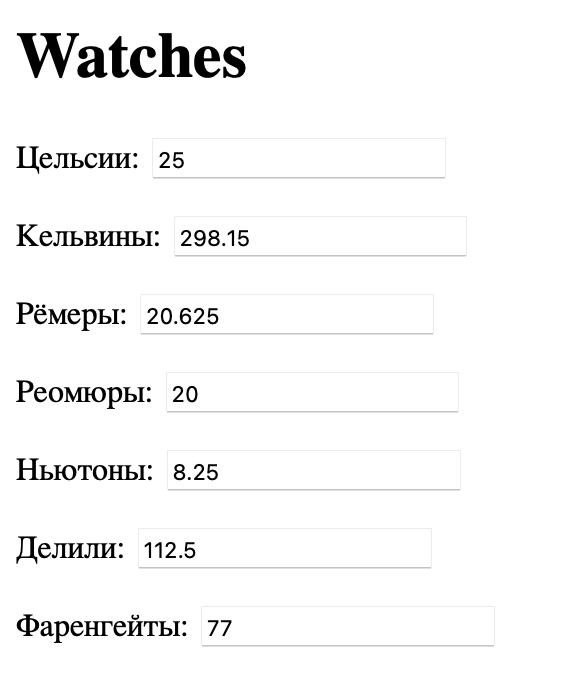 Watches
Цельсии: 25
Кельвины: 298.15
Рёмеры: 20.625
Реомюры: 20
Ньютоны: 8.25
Делили: 112.5
Фаренгейты: 77